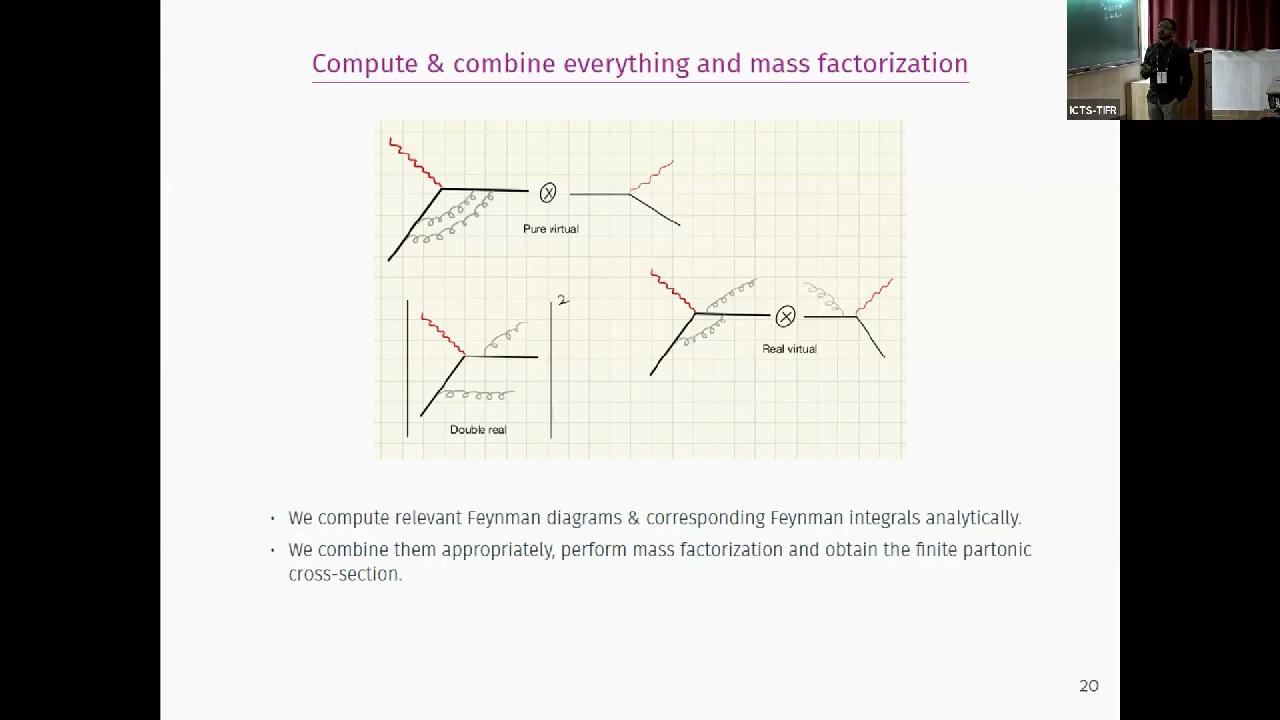 Compute & combine everything and mass factorization
ICTS-TIFR
Pure virtual
2
Real virtual
Double real
• We compute relevant Feynman diagrams & corresponding Feynman integrals analytically.
• We combine them appropriately, perform mass factorization and obtain the finite partonic
cross-section.
20